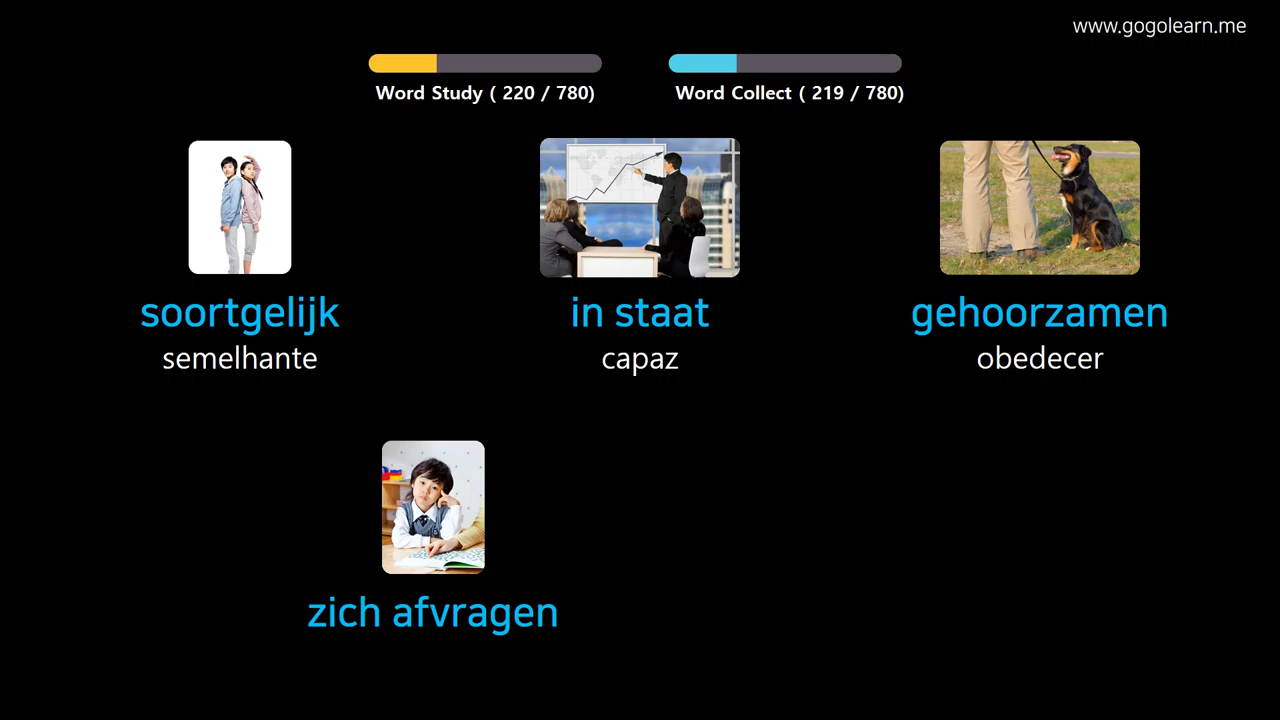 www.gogolearn.me
Word Study ( 220 / 780)
Word Collect ( 219 / 780)
soortgelijk
semelhante
in staat
capaz
gehoorzamen
obedecer
zich afvragen